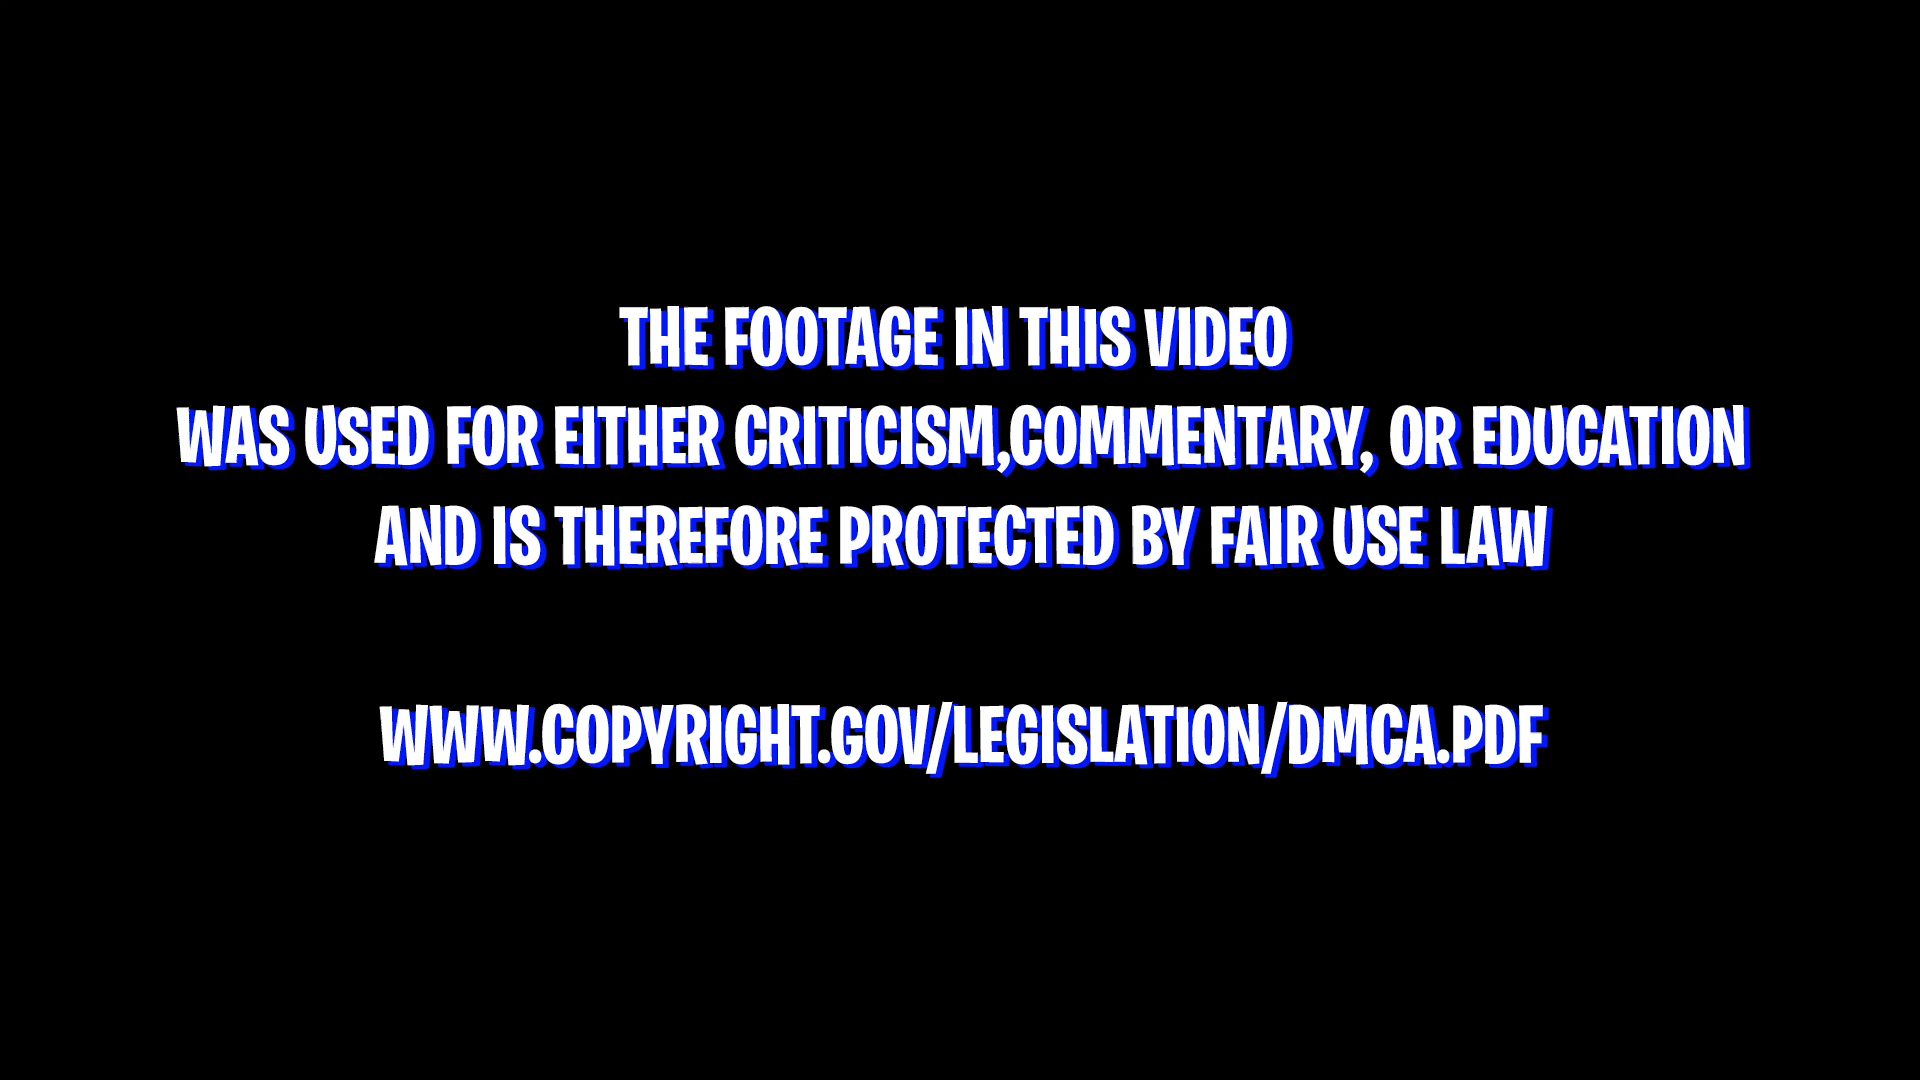 THE FOOTAGE IN THIS VIDEO
WAS USED FOR EITHER CRITICISM,COMMENTARY, OR EDUCATION
AND IS THEREFORE PROTECTED BY FAIR USE LAW
WWW.COPYRIGHT.GOV/LEGISLATION/DMCA.PDF